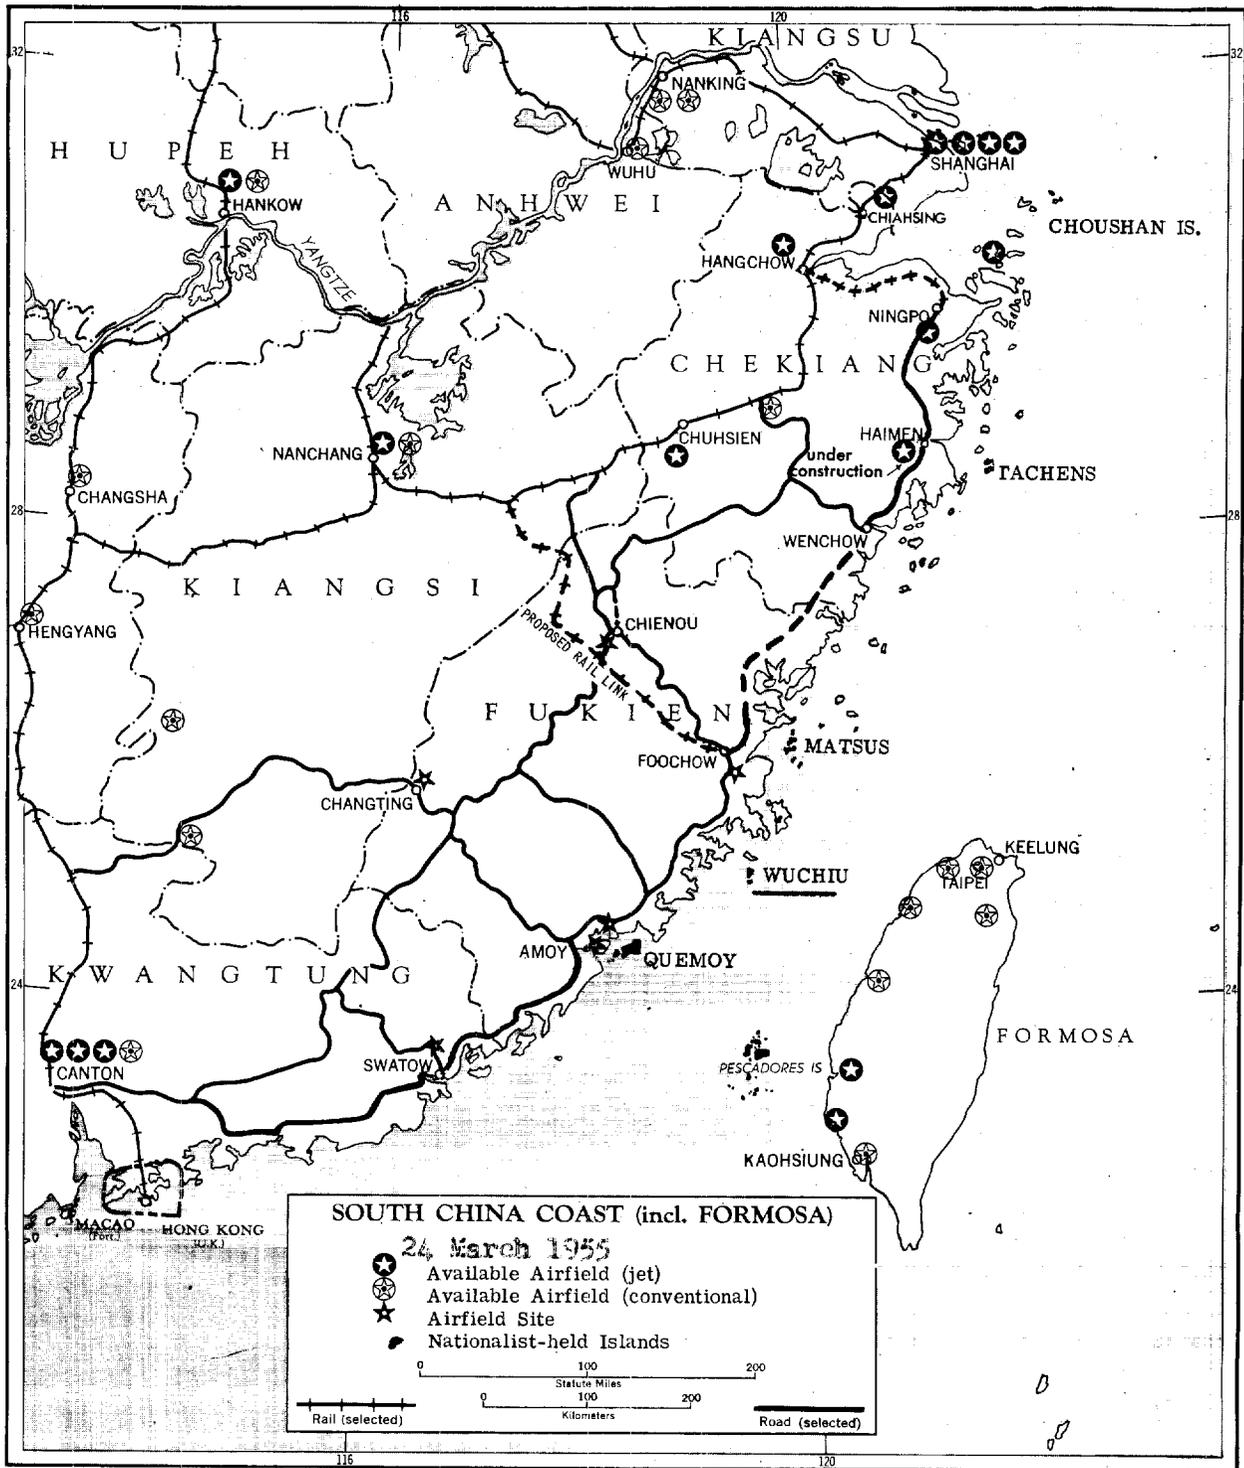 116
120
32
32
KIANGSU
NANKING
HUPEH
WUHU
SHANGHAI
HANKOW
ANHWEI
CHIAHSING
CHOUSHAN IS.
YANGTZE
HANGCHOW
NINGPO
CHEKIANG
NANCHANG
CHUHSIEN
HAIMEN
under
construction
TACHENS
CHANGSHA
28
28
WENCHOW
KIANGSI
HENGYANG
CHIENOU
PROPOSED RAIL LINK
FUKIEN
MATSUS
FOOCHOW
CHANGTING
KEELUNG
WUCHIU
TAIPEI
AMOY
QUEMOY
KWANGTUNG
24
24
FORMOSA
CANTON
SWATOW
PESCADORES IS
KAOHSIUNG
MACAO
(Port.)
HONG KONG
(U.K.)
SOUTH CHINA COAST (incl. FORMOSA)
24 March 1955
Available Airfield (jet)
Available Airfield (conventional)
Airfield Site
Nationalist-held Islands
0 100 200
Statute Miles
0 100 200
Kilometers
Rail (selected)
Road (selected)
116
120